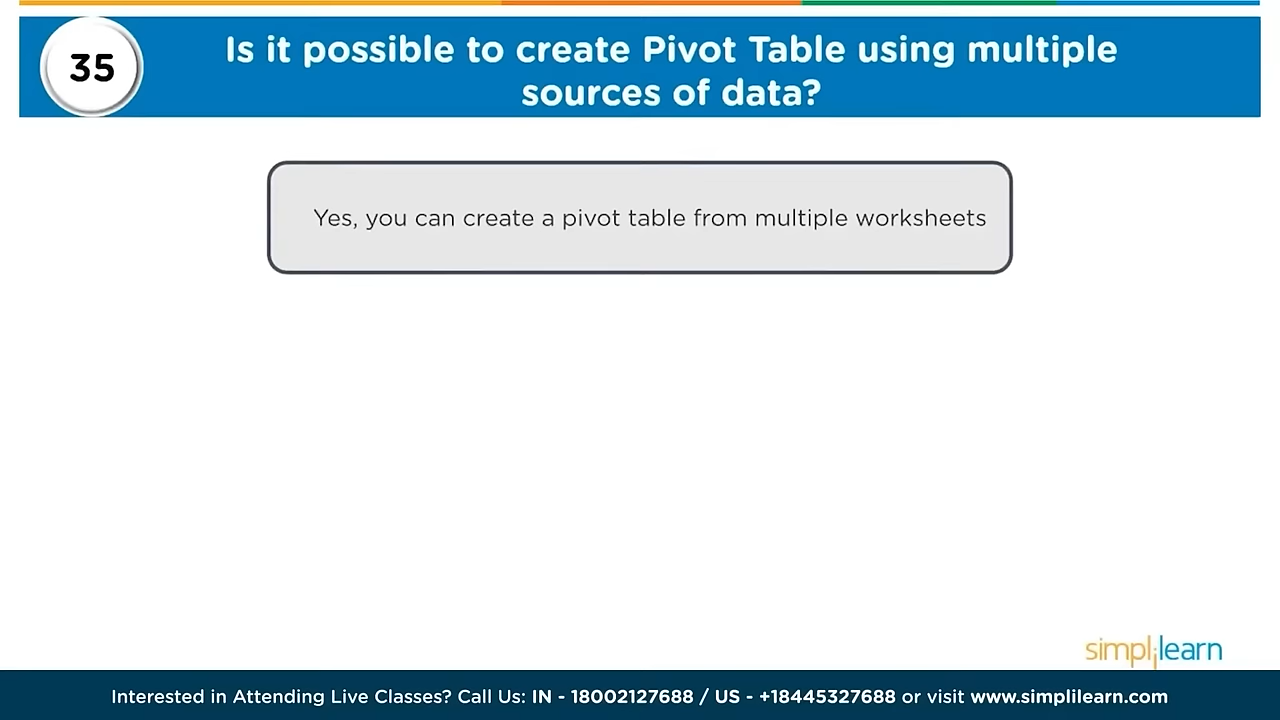 35
Is it possible to create Pivot Table using multiple
sources of data?
Yes, you can create a pivot table from multiple worksheets
simplilearn
Interested in Attending Live Classes? Call Us: IN - 18002127688 / US - +18445327688 or visit www.simplilearn.com